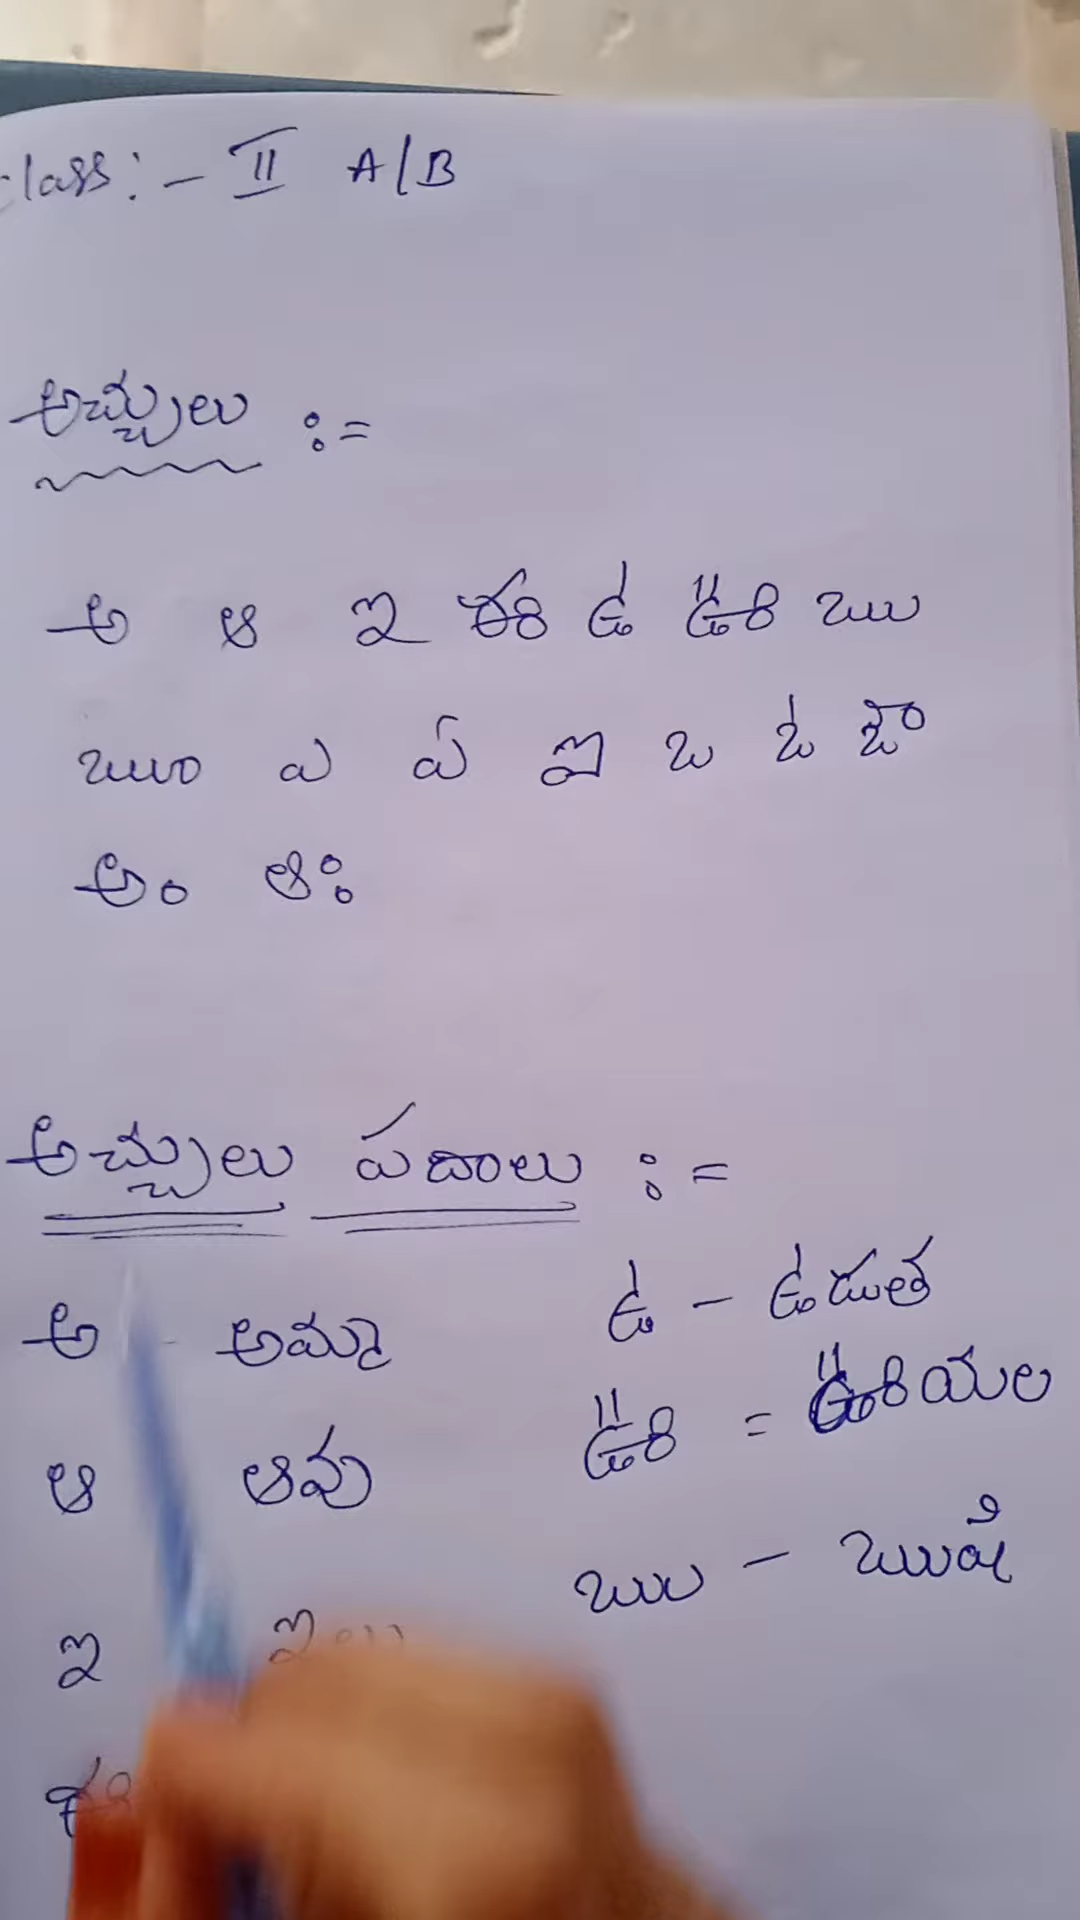 Class:- II A/B
అచ్చులు :=
అ ఆ ఇ ఈ ఉ ఊ ఋ
ౠ ఎ ఏ ఐ ఒ ఓ ఔ
అం అః
అచ్చులు పదాలు :=
అ - అమ్మ
ఆ ఆవు
ఇ
ఈ
ఉ - ఉడుత
ఊ = ఊయల
ఋ - ఋషి